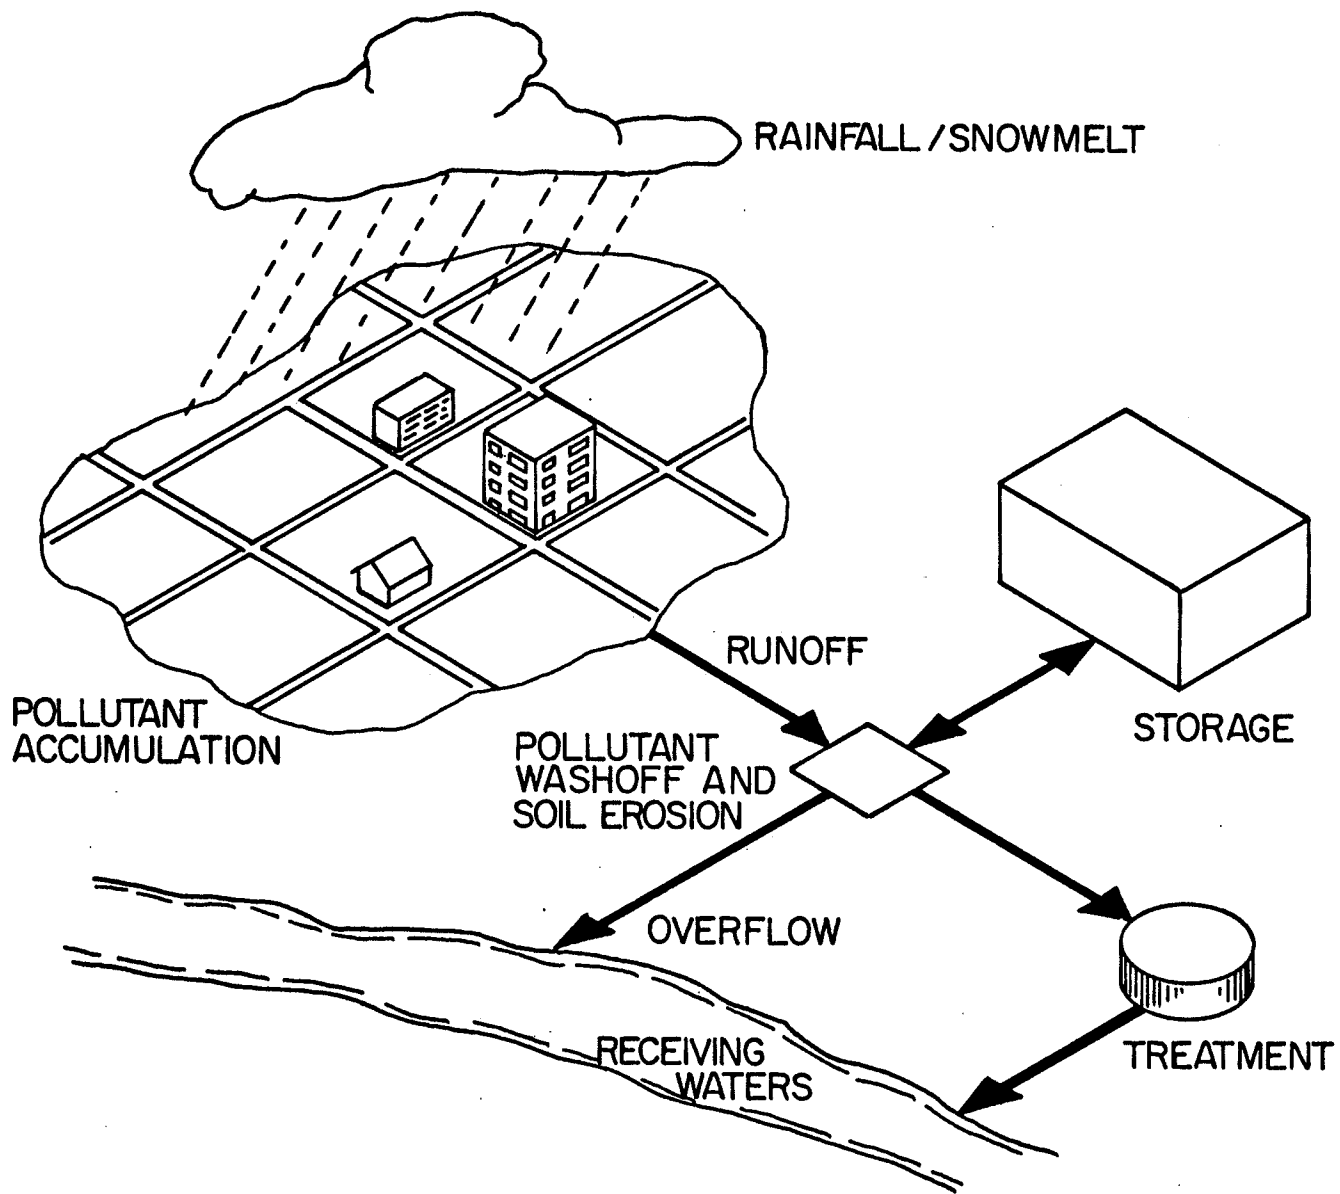 RAINFALL/SNOWMELT
RUNOFF
POLLUTANT
ACCUMULATION
STORAGE
POLLUTANT
WASHOFF AND
SOIL EROSION
OVERFLOW
RECEIVING
WATERS
TREATMENT